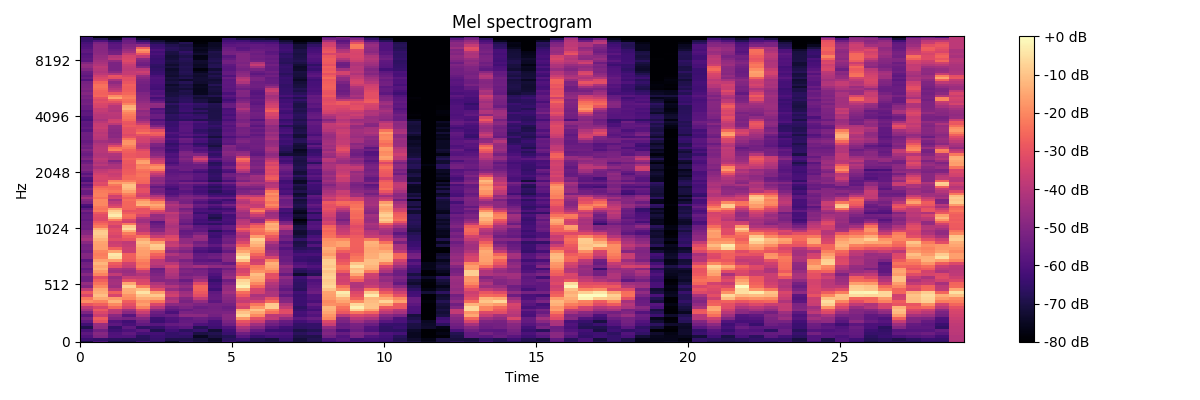 Mel spectrogram
Hz
8192
4096
2048
1024
512
0
0 5 10 15 20 25
Time
+0 dB
-10 dB
-20 dB
-30 dB
-40 dB
-50 dB
-60 dB
-70 dB
-80 dB